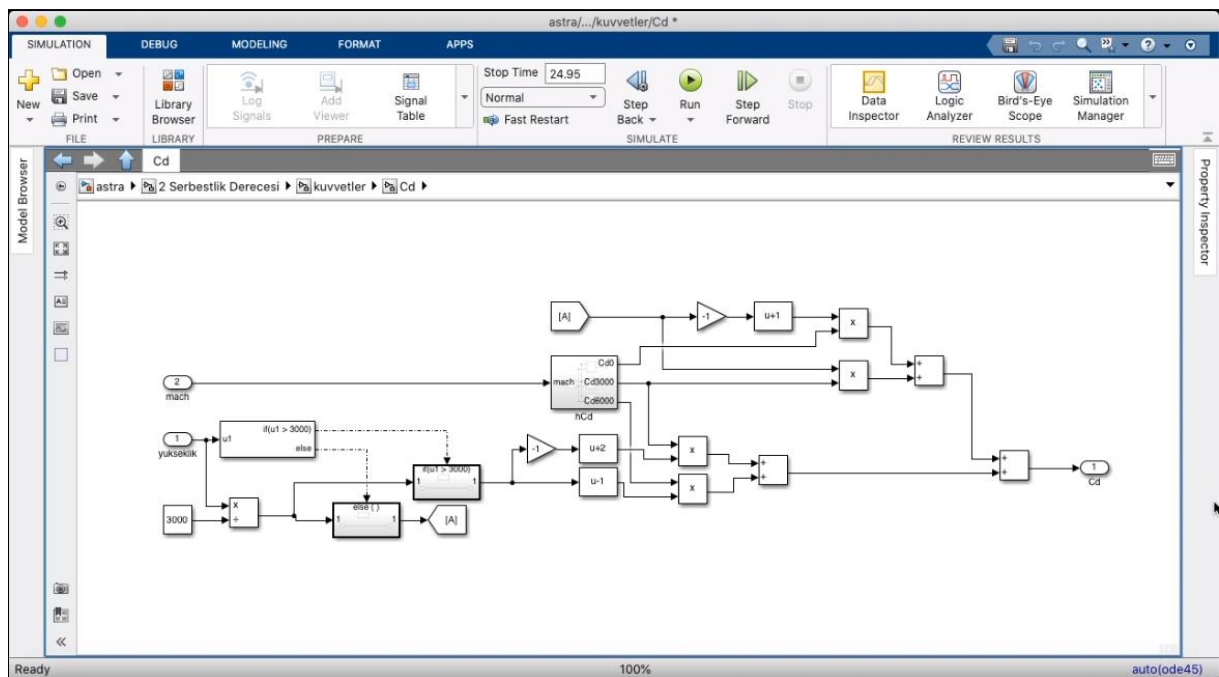 astra/.../kuvvetler/Cd *
SIMULATION DEBUG MODELING FORMAT APPS
New
Open
Save
Print
FILE
Library Browser
LIBRARY
Log Signals
Add Viewer
Signal Table
PREPARE
Stop Time 24.95
Normal
Fast Restart
Step Back
Run
Step Forward
Stop
SIMULATE
Data Inspector
Logic Analyzer
Bird's-Eye Scope
Simulation Manager
REVIEW RESULTS
Model Browser
Property Inspector
Cd
astra 2 Serbestlik Derecesi kuvvetler Cd
[A]
-1
u+1
x
x
+
+
2
mach
mach
Cd0
Cd3000
Cd6000
hCd
1
yukseklik
u1
if(u1 > 3000)
else
-1
u+2
u-1
x
x
+
+
+
+
1
Cd
if(u1 > 3000)
1 1
3000
x
÷
else { }
1 1
[A]
Ready
100%
auto(ode45)